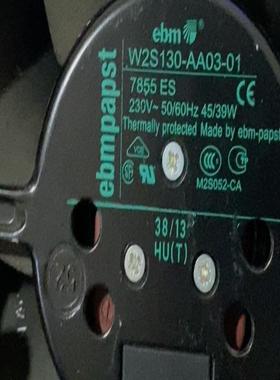 ebm
W2S130-AA03-01
ebmpapst
7855 ES
CE
230V~ 50/60Hz 45/39W
Thermally protected Made by ebm-papst
M2S052-CA
38/13
HU(T)